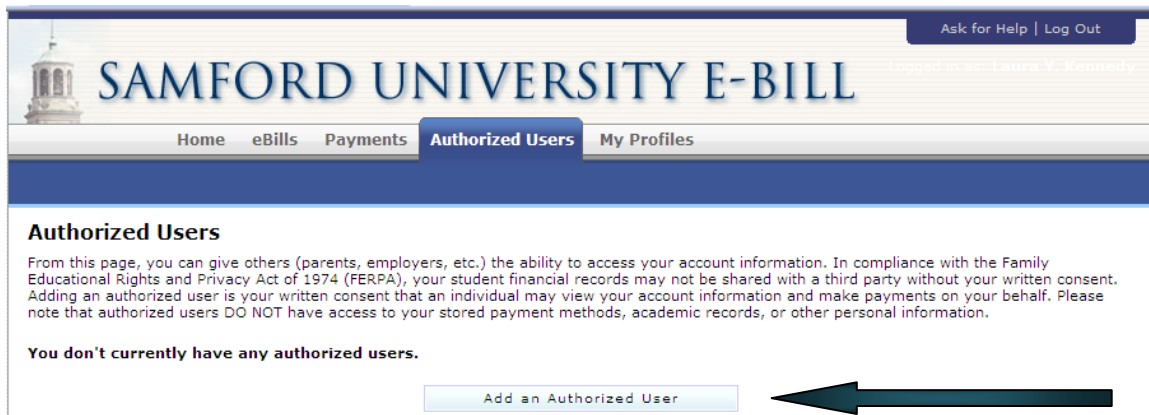 Ask for Help | Log Out
SAMFORD UNIVERSITY E-BILL
Logged in as: Laura Y. Kennedy
Home eBills Payments Authorized Users My Profiles
Authorized Users
From this page, you can give others (parents, employers, etc.) the ability to access your account information. In compliance with the Family
Educational Rights and Privacy Act of 1974 (FERPA), your student financial records may not be shared with a third party without your written consent.
Adding an authorized user is your written consent that an individual may view your account information and make payments on your behalf. Please
note that authorized users DO NOT have access to your stored payment methods, academic records, or other personal information.
You don't currently have any authorized users.
Add an Authorized User